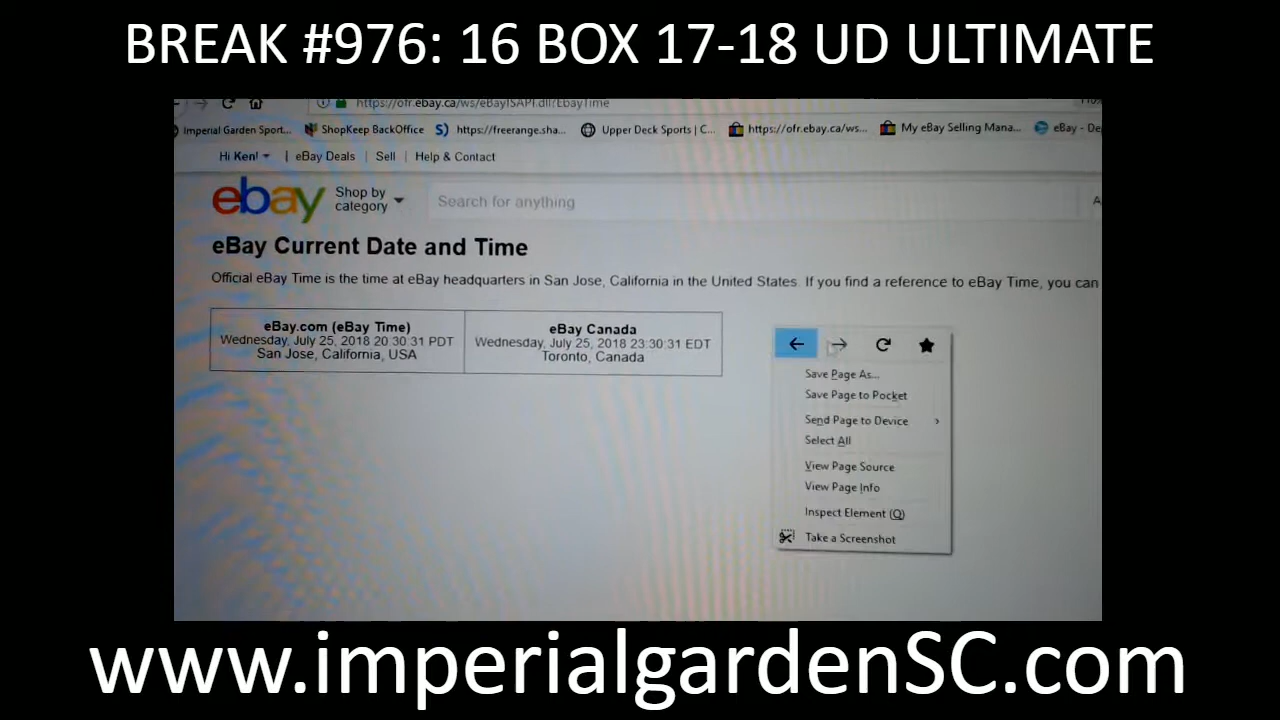 BREAK #976: 16 BOX 17-18 UD ULTIMATE
https://ofr.ebay.ca/ws/eBayISAPI.dll?EbayTime
Imperial Garden Sport... ShopKeep BackOffice https://freerange.sha... Upper Deck Sports | C... https://ofr.ebay.ca/ws... My eBay Selling Mana... eBay - De
Hi Ken! | eBay Deals | Sell | Help & Contact
ebay Shop by category Search for anything
eBay Current Date and Time
Official eBay Time is the time at eBay headquarters in San Jose, California in the United States. If you find a reference to eBay Time, you can
eBay.com (eBay Time)
Wednesday, July 25, 2018 20:30:31 PDT
San Jose, California, USA
eBay Canada
Wednesday, July 25, 2018 23:30:31 EDT
Toronto, Canada
Save Page As...
Save Page to Pocket
Send Page to Device
Select All
View Page Source
View Page Info
Inspect Element (Q)
Take a Screenshot
www.imperialgardenSC.com